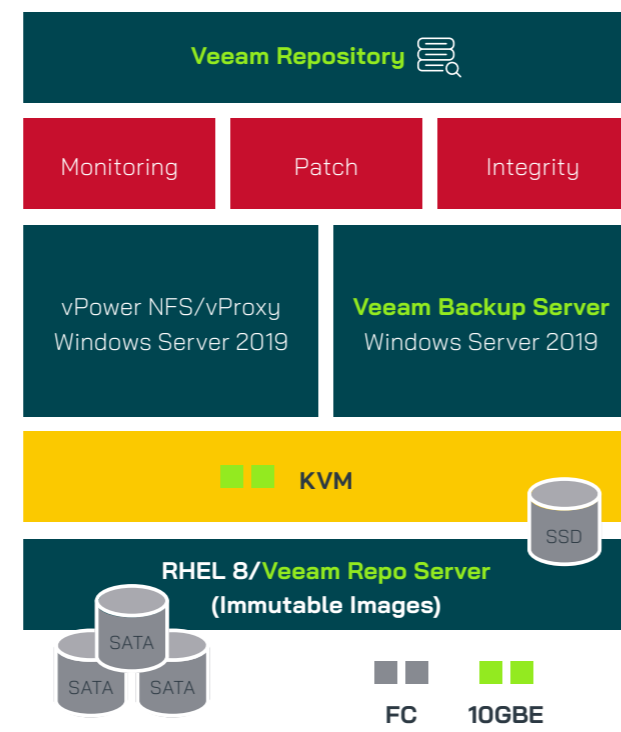 Veeam Repository
Monitoring
Patch
Integrity
vPower NFS/vProxy
Windows Server 2019
Veeam Backup Server
Windows Server 2019
KVM
SSD
RHEL 8/Veeam Repo Server
(Immutable Images)
SATA
SATA
SATA
FC
10GBE